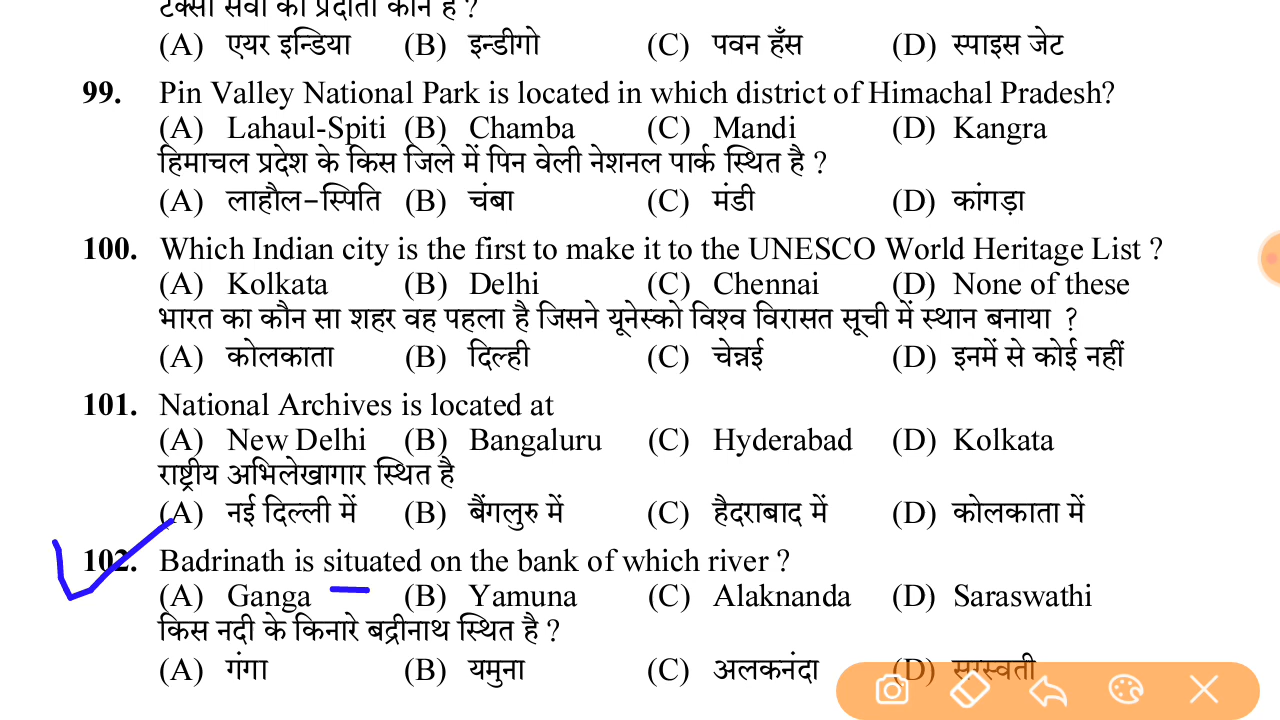 टैक्सी सेवा का प्रदाता कौन है ?
(A) एयर इन्डिया (B) इन्डीगो (C) पवन हँस (D) स्पाइस जेट
99. Pin Valley National Park is located in which district of Himachal Pradesh?
(A) Lahaul-Spiti (B) Chamba (C) Mandi (D) Kangra
हिमाचल प्रदेश के किस जिले में पिन वेली नेशनल पार्क स्थित है ?
(A) लाहौल-स्पिति (B) चंबा (C) मंडी (D) कांगड़ा
100. Which Indian city is the first to make it to the UNESCO World Heritage List ?
(A) Kolkata (B) Delhi (C) Chennai (D) None of these
भारत का कौन सा शहर वह पहला है जिसने यूनेस्को विश्व विरासत सूची में स्थान बनाया ?
(A) कोलकाता (B) दिल्ही (C) चेन्नई (D) इनमें से कोई नहीं
101. National Archives is located at
(A) New Delhi (B) Bangaluru (C) Hyderabad (D) Kolkata
राष्ट्रीय अभिलेखागार स्थित है
(A) नई दिल्ली में (B) बैंगलुरु में (C) हैदराबाद में (D) कोलकाता में
102. Badrinath is situated on the bank of which river ?
(A) Ganga (B) Yamuna (C) Alaknanda (D) Saraswathi
किस नदी के किनारे बद्रीनाथ स्थित है ?
(A) गंगा (B) यमुना (C) अलकनंदा (D) सरस्वती